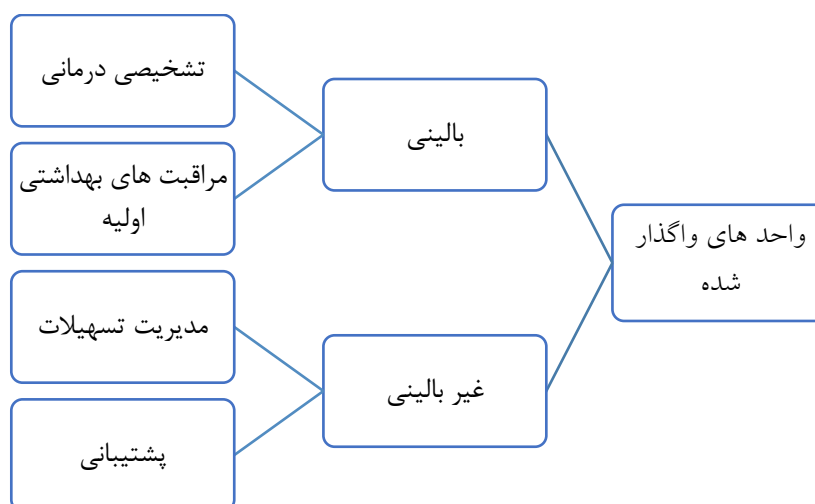 واحد های واگذار
شده
بالینی
تشخیصی درمانی
مراقبت های بهداشتی
اولیه
غیر بالینی
مدیریت تسهیلات
پشتیبانی